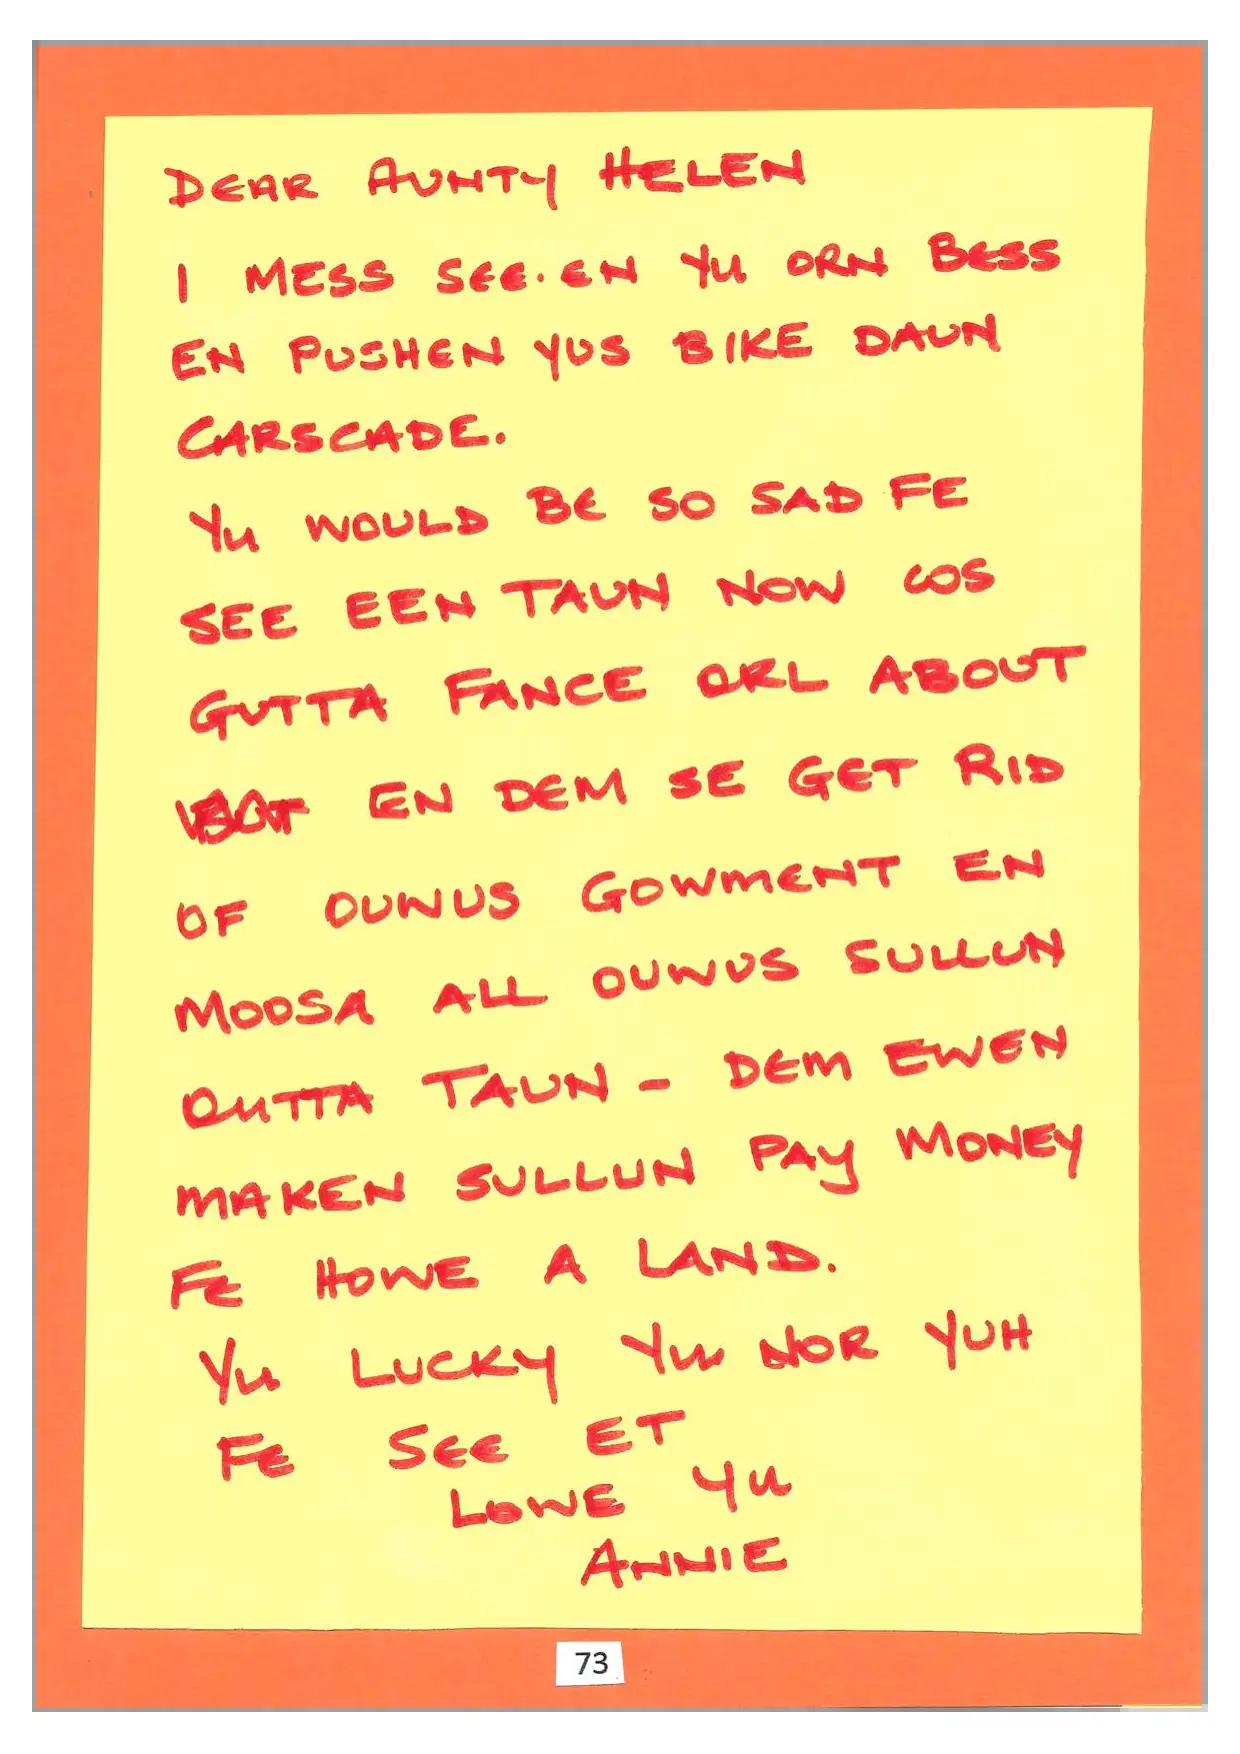 DEAR AUNTY HELEN
I MESS SEE.EN YU ORN BESS
EN PUSHEN YUS BIKE DAUN
CARSCADE.
YU WOULD BE SO SAD FE
SEE EEN TAUN NOW COS
GUTTA FANCE ORL ABOUT
EN DEM SE GET RID
OF OUWUS GOWMENT EN
MOOSA ALL OUWUS SULLUN
OUTTA TAUN - DEM EWEN
MAKEN SULLUN PAY MONEY
FE HOWE A LAND.
YU LUCKY YU NOR YUH
FE SEE ET
LOWE YU
ANNIE
73